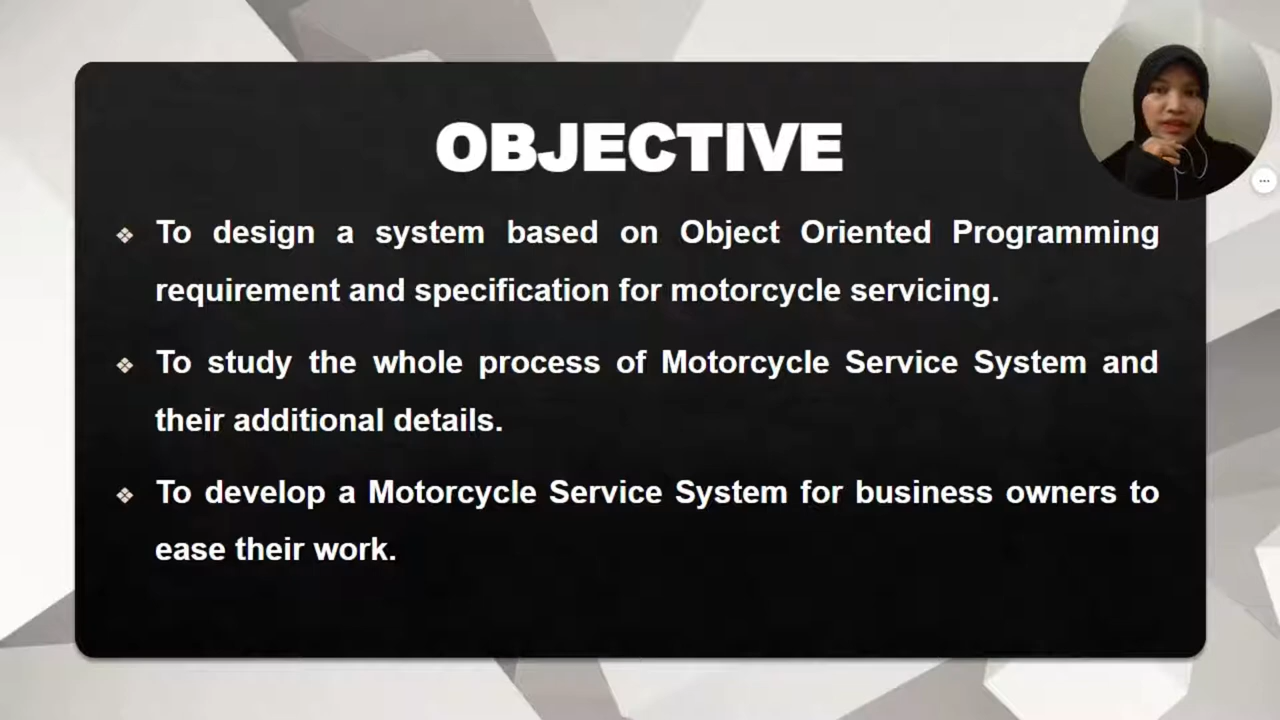 OBJECTIVE
To design a system based on Object Oriented Programming
requirement and specification for motorcycle servicing.
To study the whole process of Motorcycle Service System and
their additional details.
To develop a Motorcycle Service System for business owners to
ease their work.